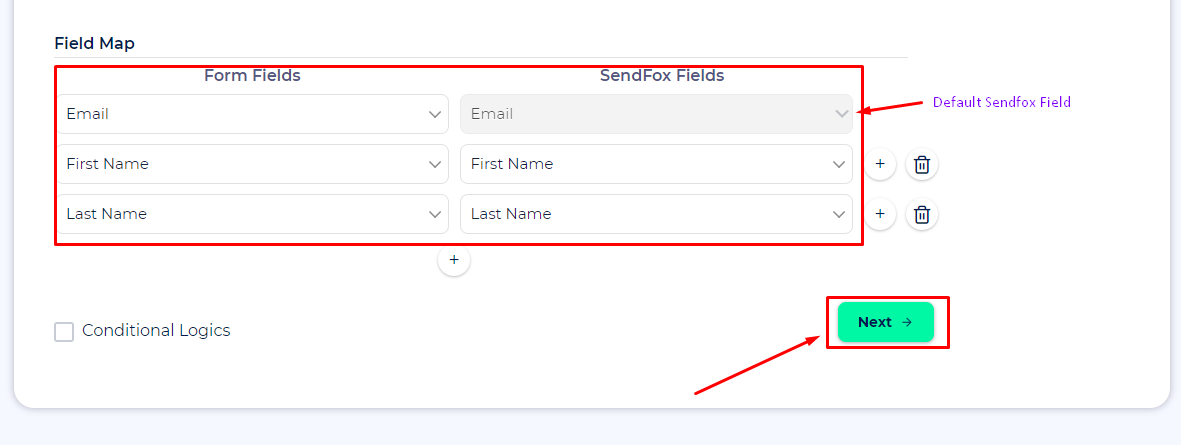 Field Map
Form Fields SendFox Fields
Email Email Default Sendfox Field
First Name First Name +
Last Name Last Name +
+
Conditional Logics Next →